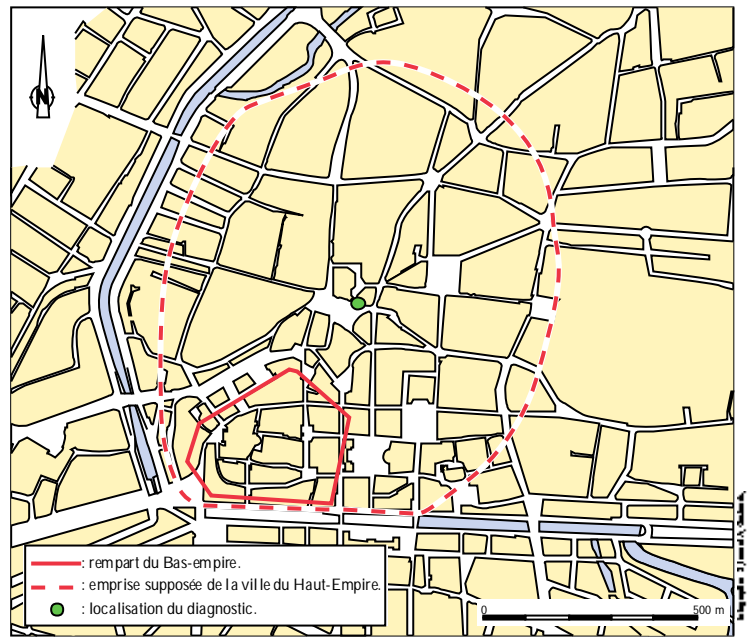 N
: rempart du Bas-empire.
: emprise supposée de la ville du Haut-Empire.
: localisation du diagnostic.
0 500 m